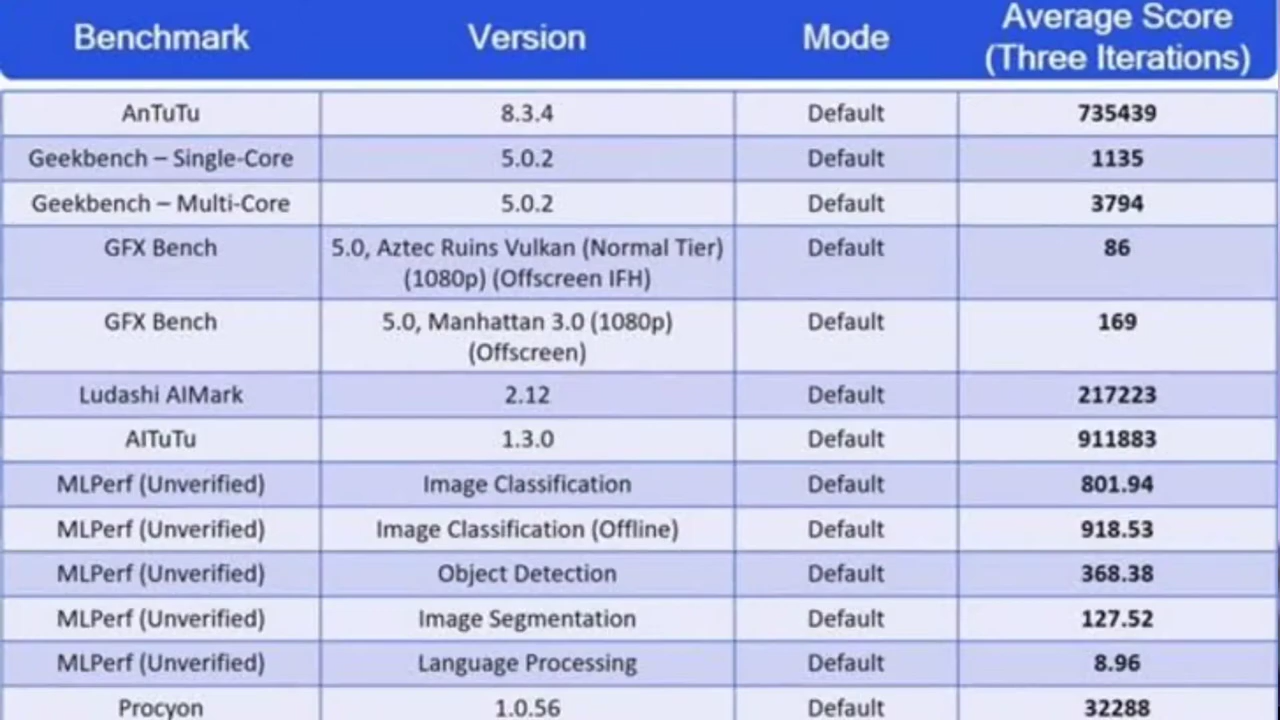 Benchmark Version Mode Average Score
(Three Iterations)
AnTuTu 8.3.4 Default 735439
Geekbench – Single-Core 5.0.2 Default 1135
Geekbench – Multi-Core 5.0.2 Default 3794
GFX Bench 5.0, Aztec Ruins Vulkan (Normal Tier) Default 86
(1080p) (Offscreen IFH)
GFX Bench 5.0, Manhattan 3.0 (1080p) Default 169
(Offscreen)
Ludashi AIMark 2.12 Default 217223
AITuTu 1.3.0 Default 911883
MLPerf (Unverified) Image Classification Default 801.94
MLPerf (Unverified) Image Classification (Offline) Default 918.53
MLPerf (Unverified) Object Detection Default 368.38
MLPerf (Unverified) Image Segmentation Default 127.52
MLPerf (Unverified) Language Processing Default 8.96
Procyon 1.0.56 Default 32288